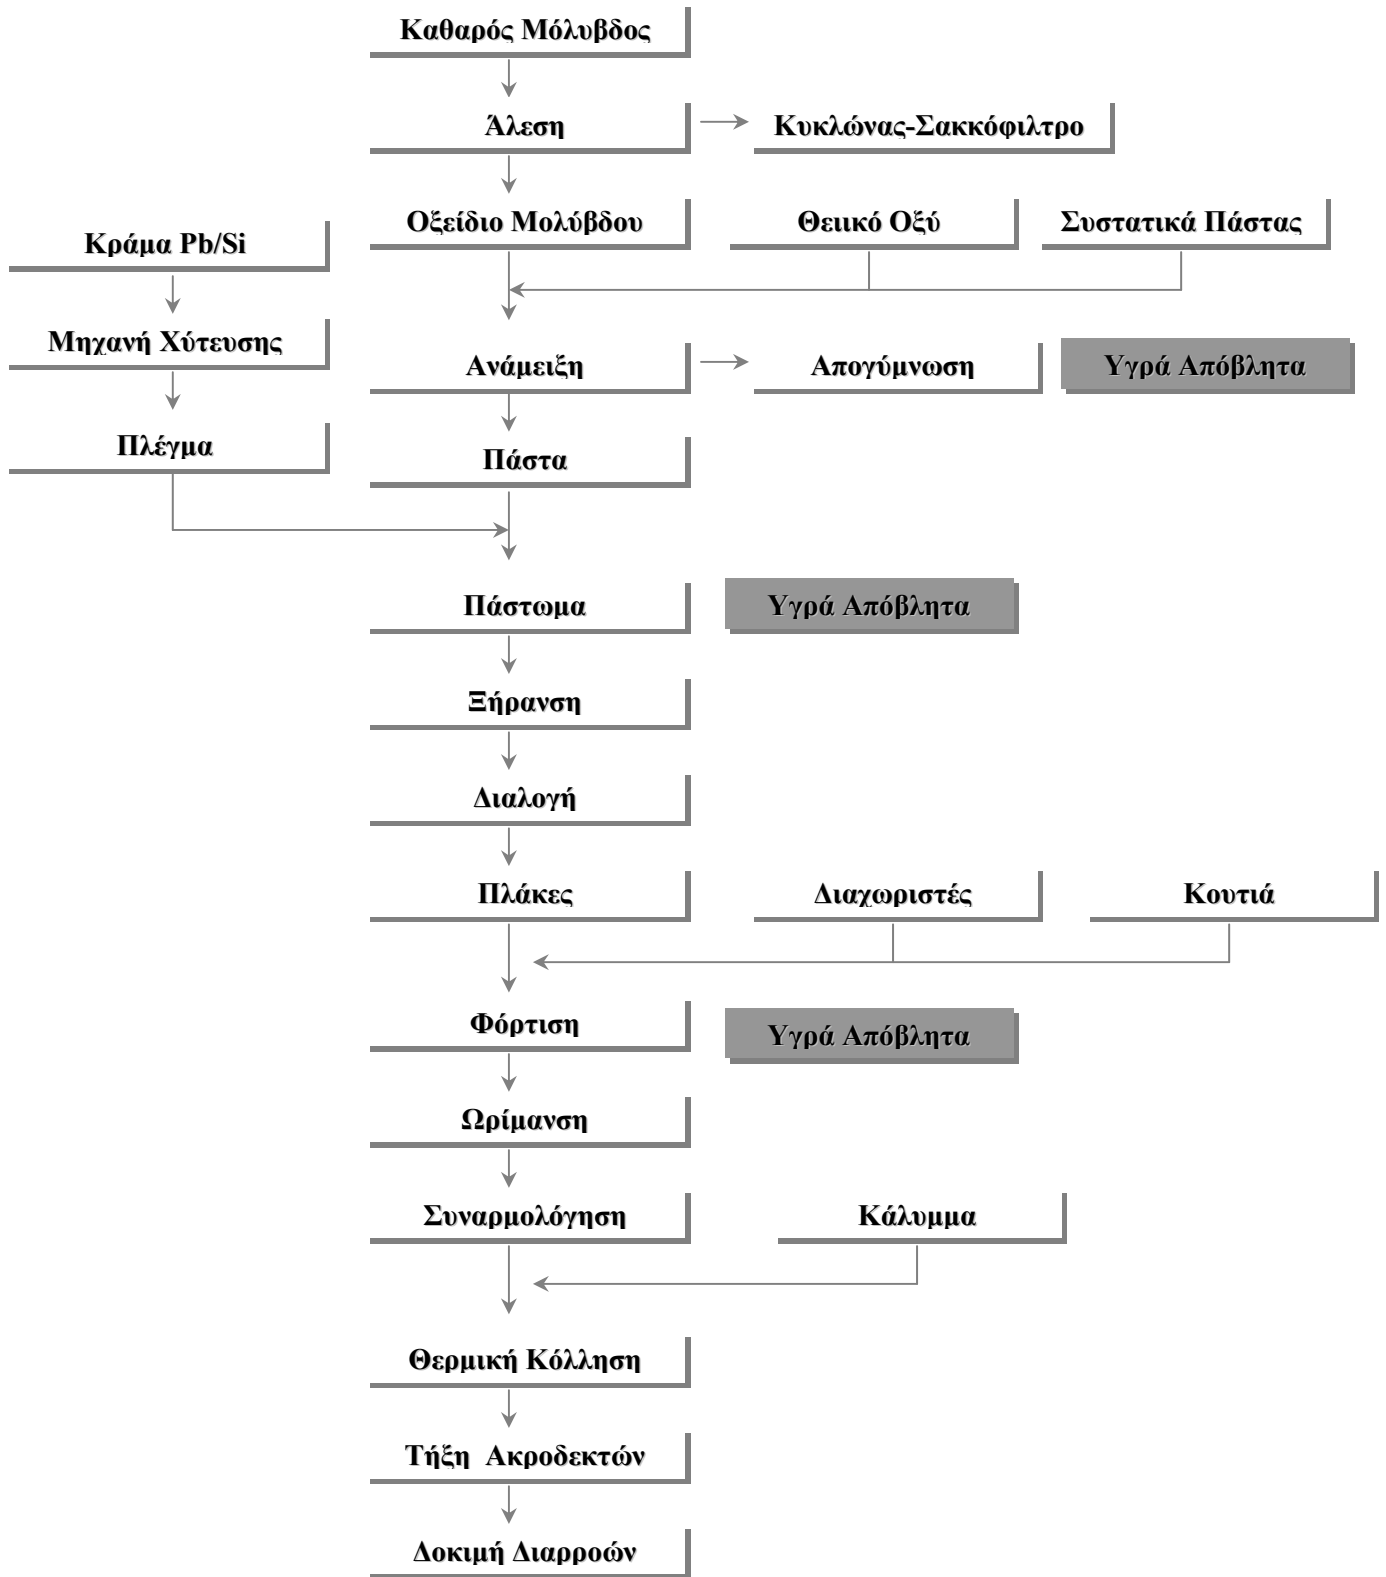 Καθαρός Μόλυβδος
Άλεση
Κυκλώνας-Σακκόφιλτρο
Οξείδιο Μολύβδου
Θειικό Οξύ
Συστατικά Πάστας
Κράμα Pb/Si
Μηχανή Χύτευσης
Ανάμειξη
Απογύμνωση
Υγρά Απόβλητα
Πλέγμα
Πάστα
Πάστωμα
Υγρά Απόβλητα
Ξήρανση
Διαλογή
Πλάκες
Διαχωριστές
Κουτιά
Φόρτιση
Υγρά Απόβλητα
Ωρίμανση
Συναρμολόγηση
Κάλυμμα
Θερμική Κόλληση
Τήξη Ακροδεκτών
Δοκιμή Διαρροών